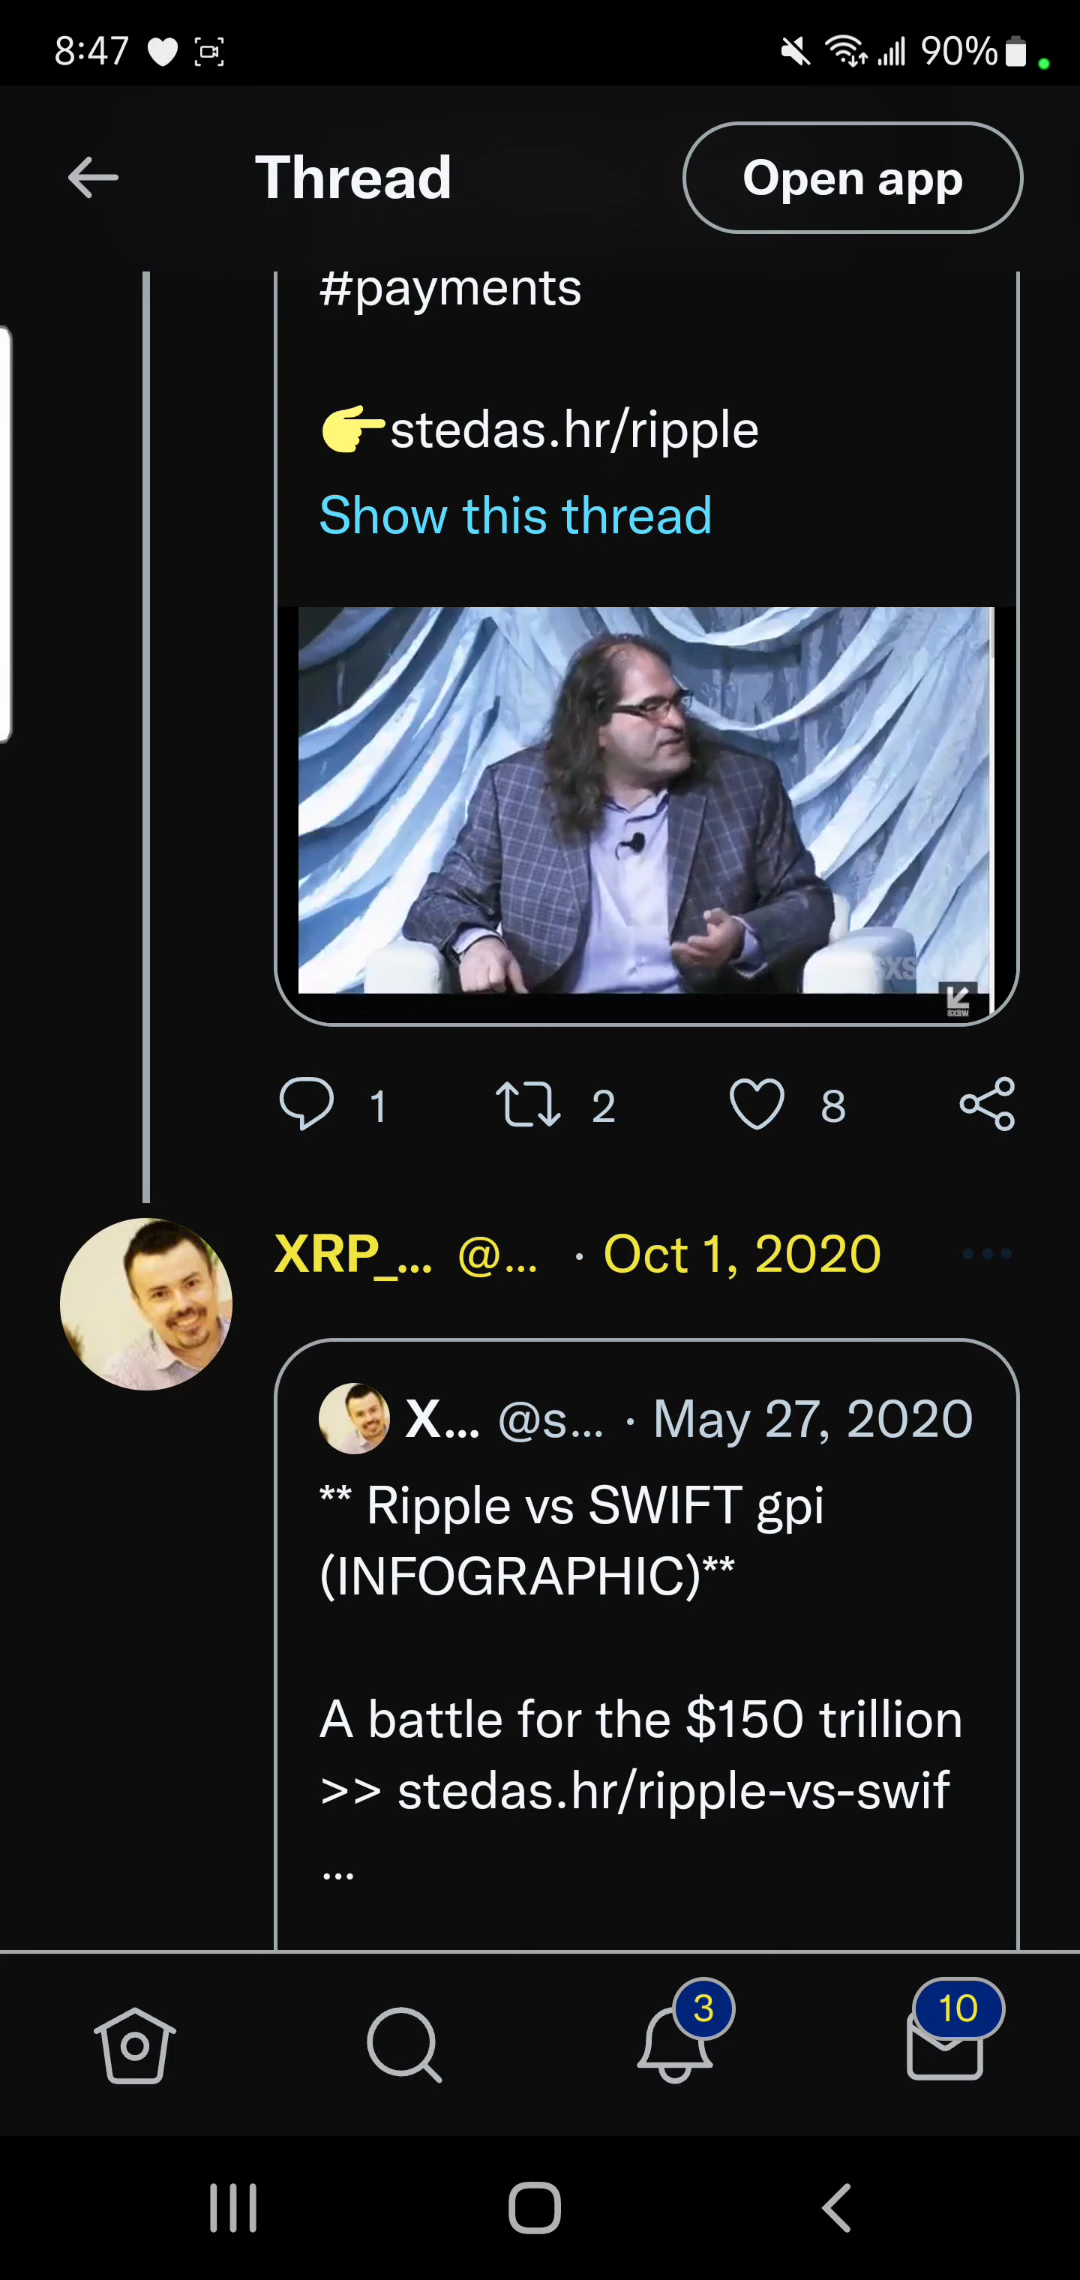 8:47
90%
Thread
Open app
#payments
👉stedas.hr/ripple
Show this thread
SXS
SXSW
1
2
8
XRP_... @... · Oct 1, 2020
X... @s... · May 27, 2020
** Ripple vs SWIFT gpi
(INFOGRAPHIC)**
A battle for the $150 trillion
>> stedas.hr/ripple-vs-swif
...
3
10